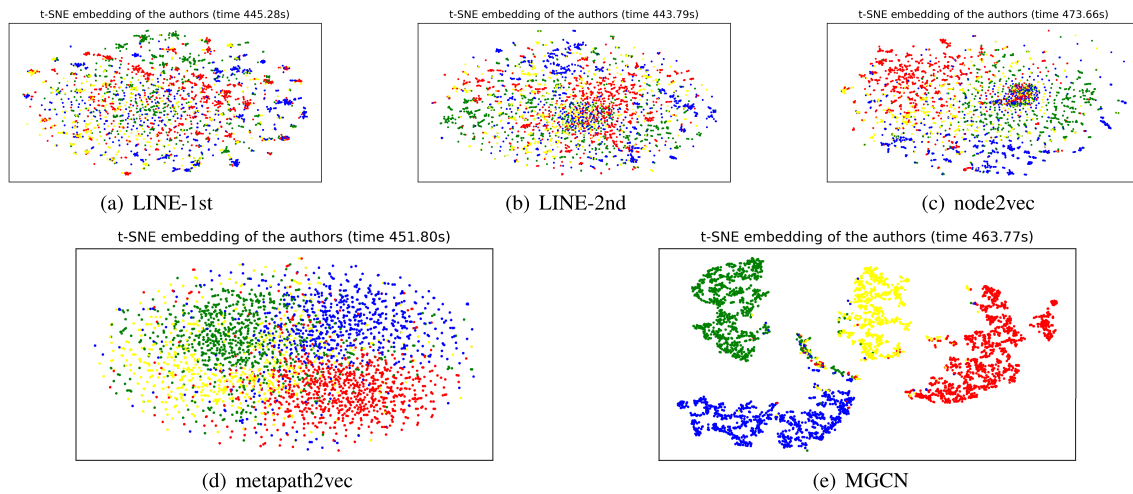 t-SNE embedding of the authors (time 445.28s)
t-SNE embedding of the authors (time 443.79s)
t-SNE embedding of the authors (time 473.66s)
(a) LINE-1st
(b) LINE-2nd
(c) node2vec
t-SNE embedding of the authors (time 451.80s)
t-SNE embedding of the authors (time 463.77s)
(d) metapath2vec
(e) MGCN